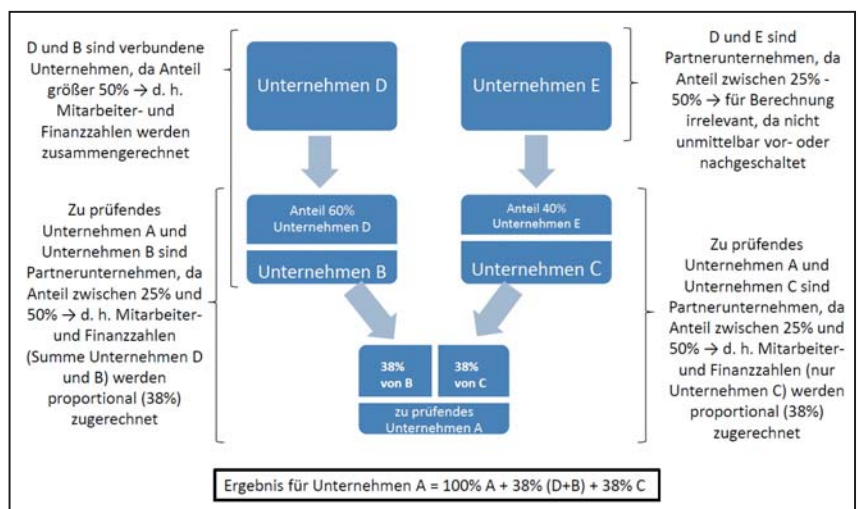 D und B sind verbundene
Unternehmen, da Anteil
größer 50% → d. h.
Mitarbeiter- und
Finanzzahlen werden
zusammengerechnet
Unternehmen D
Unternehmen E
D und E sind
Partnerunternehmen, da
Anteil zwischen 25% -
50% → für Berechnung
irrelevant, da nicht
unmittelbar vor- oder
nachgeschaltet
Zu prüfendes
Unternehmen A und
Unternehmen B sind
Partnerunternehmen, da
Anteil zwischen 25% und
50% → d. h. Mitarbeiter-
und Finanzzahlen
(Summe Unternehmen D
und B) werden
proportional (38%)
zugerechnet
Anteil 60%
Unternehmen D
Unternehmen B
Anteil 40%
Unternehmen E
Unternehmen C
Zu prüfendes
Unternehmen A und
Unternehmen C sind
Partnerunternehmen, da
Anteil zwischen 25% und
50% → d. h. Mitarbeiter-
und Finanzzahlen (nur
Unternehmen C) werden
proportional (38%)
zugerechnet
38%
von B
38%
von C
zu prüfendes
Unternehmen A
Ergebnis für Unternehmen A = 100% A + 38% (D+B) + 38% C